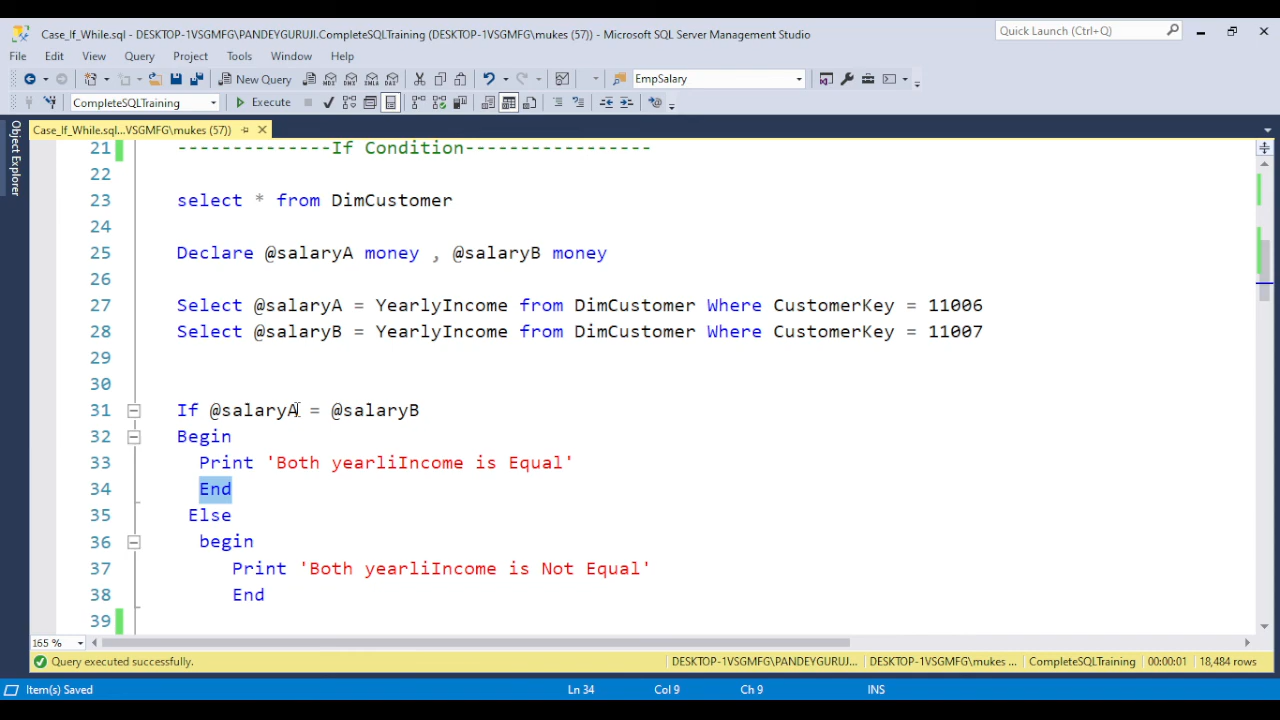 Case_If_While.sql - DESKTOP-1VSGMFG\PANDEYGURUJI.CompleteSQLTraining (DESKTOP-1VSGMFG\mukes (57)) - Microsoft SQL Server Management Studio
Quick Launch (Ctrl+Q)
File Edit View Query Project Tools Window Help
New Query MDX DMX XMLA DAX EmpSalary
CompleteSQLTraining Execute
Object Explorer
Case_If_While.sql...VSGMFG\mukes (57))
21 --------------If Condition-----------------
22
23 select * from DimCustomer
24
25 Declare @salaryA money , @salaryB money
26
27 Select @salaryA = YearlyIncome from DimCustomer Where CustomerKey = 11006
28 Select @salaryB = YearlyIncome from DimCustomer Where CustomerKey = 11007
29
30
31 If @salaryA = @salaryB
32 Begin
33 Print 'Both yearliIncome is Equal'
34 End
35 Else
36 begin
37 Print 'Both yearliIncome is Not Equal'
38 End
39
165 %
Query executed successfully. DESKTOP-1VSGMFG\PANDEYGURUJI... DESKTOP-1VSGMFG\mukes ... CompleteSQLTraining 00:00:01 18,484 rows
Item(s) Saved Ln 34 Col 9 Ch 9 INS